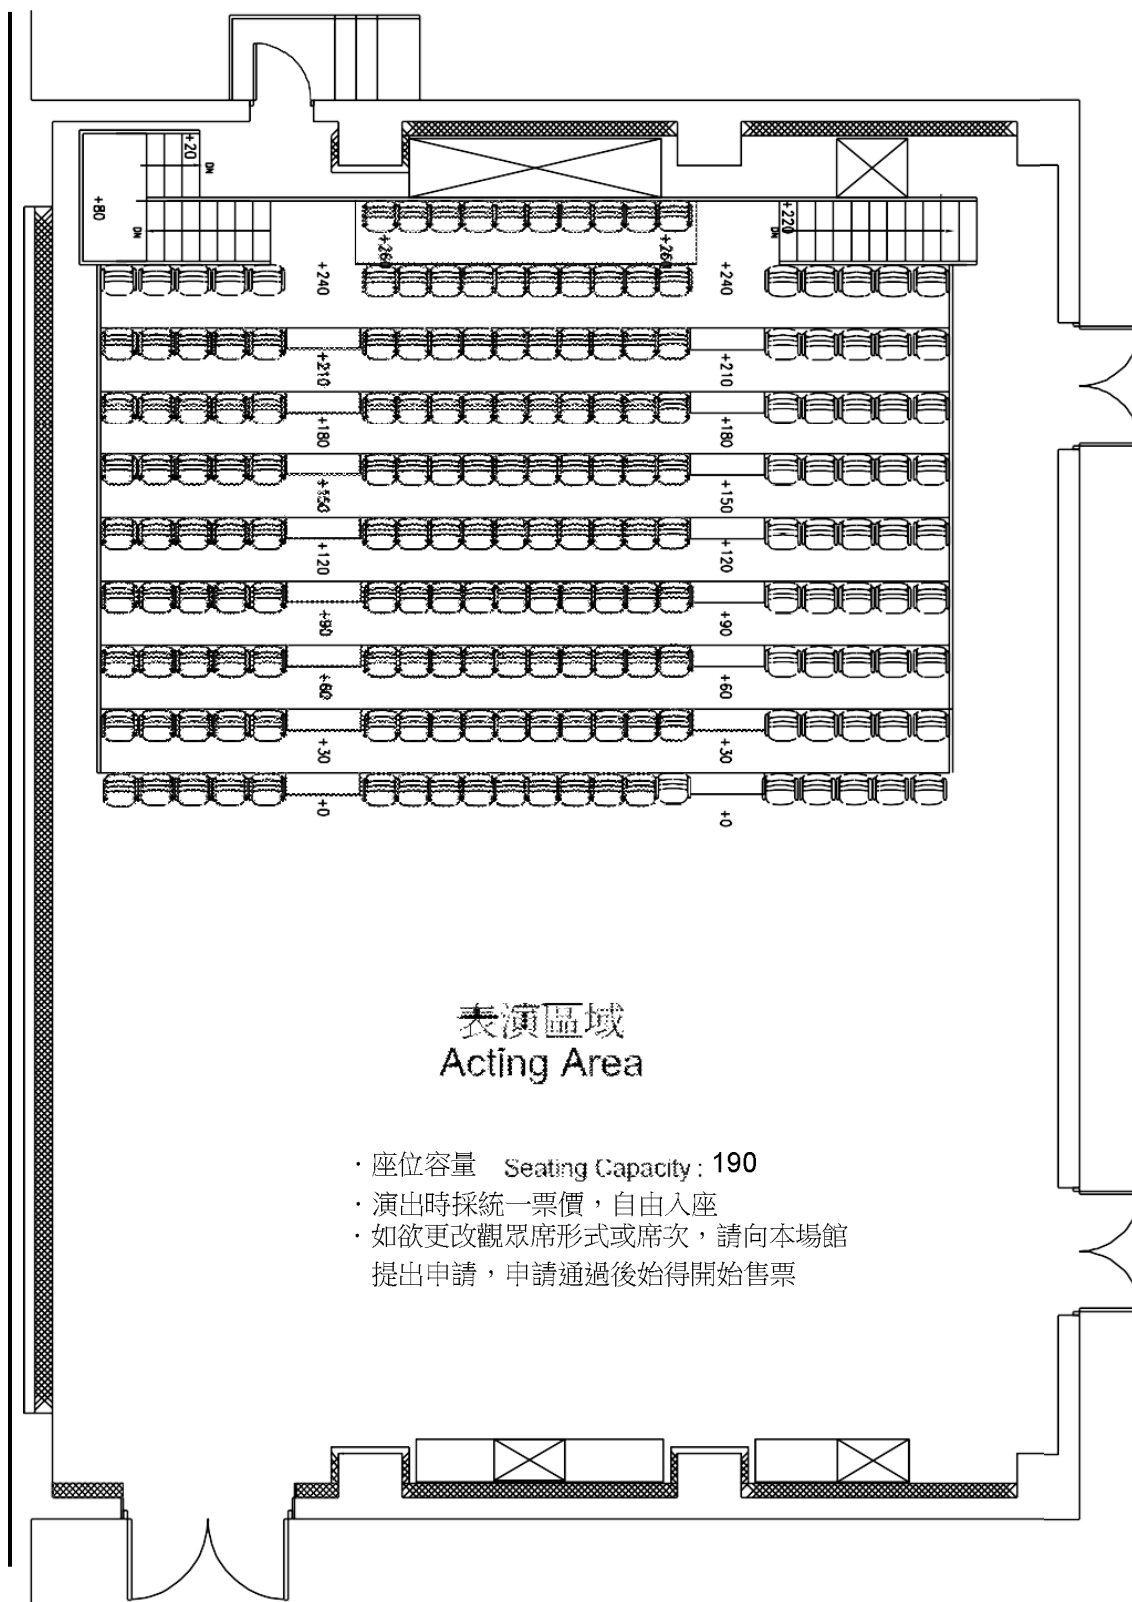 +20
DN
+80
DN
+220
DN
+260
+260
+240
+240
+210
+210
+180
+180
+150
+150
+120
+120
+90
+90
+60
+60
+30
+30
+0
+0
表演區域
Acting Area
·座位容量 Seating Capacity : 190
·演出時採統一票價，自由入座
·如欲更改觀眾席形式或席次，請向本場館
提出申請，申請通過後始得開始售票